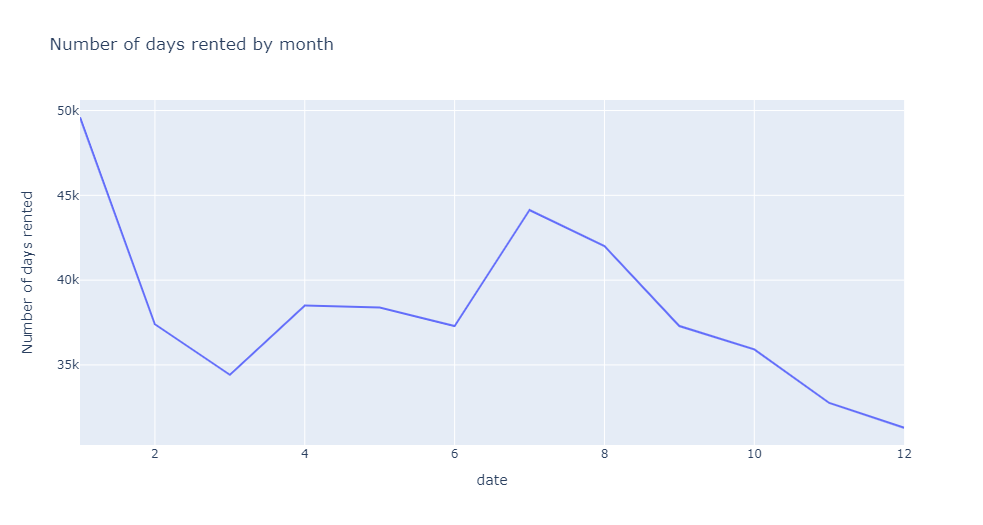 Number of days rented by month
Number of days rented
50k
45k
40k
35k
2
4
6
8
10
12
date